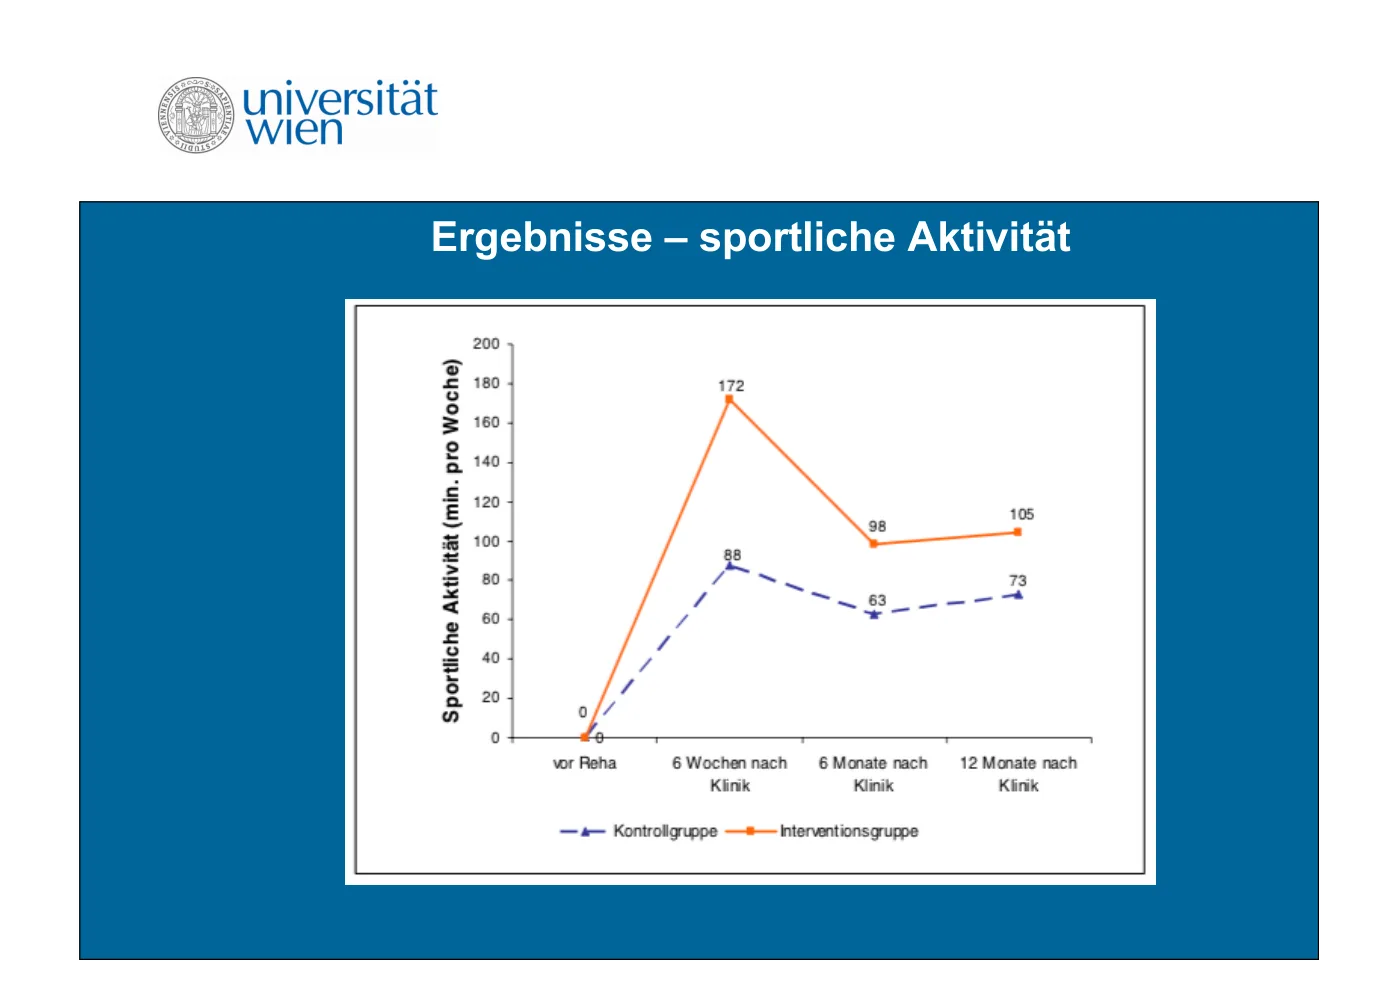 universität
wien
Ergebnisse – sportliche Aktivität
Sportliche Aktivität (min. pro Woche)
200
180
160
140
120
100
80
60
40
20
0
172
98
105
88
63
73
0
0
vor Reha
6 Wochen nach
Klinik
6 Monate nach
Klinik
12 Monate nach
Klinik
Kontrollgruppe
Interventionsgruppe